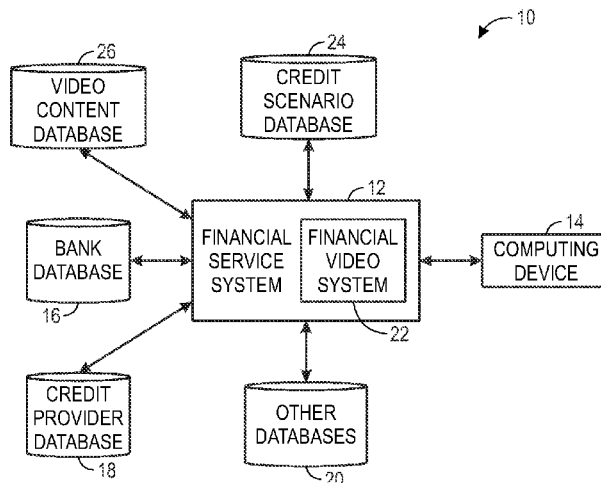 10
26
VIDEO
CONTENT
DATABASE
24
CREDIT
SCENARIO
DATABASE
12
FINANCIAL
SERVICE
SYSTEM
FINANCIAL
VIDEO
SYSTEM
22
14
COMPUTING
DEVICE
BANK
DATABASE
16
CREDIT
PROVIDER
DATABASE
18
OTHER
DATABASES
20